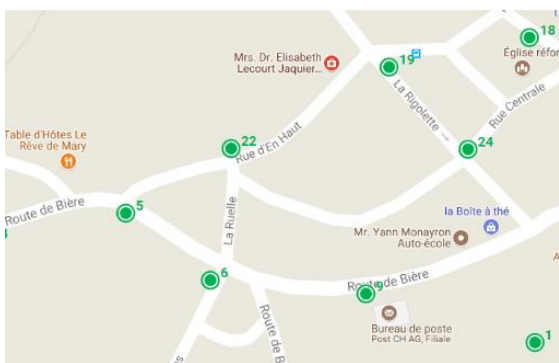 18
Mrs. Dr. Elisabeth
Lecourt Jaquier...
19
Église réfor
La Rigolette →
Rue Centrale
Table d'Hôtes Le
Rêve de Mary
22
Rue d'En Haut
24
5
Route de Bière
La Ruelle
la Boîte à thé
Mr. Yann Monayron
Auto-école
A
6
Route de Bière
9
Route de B
Bureau de poste
Post CH AG, Filiale
1